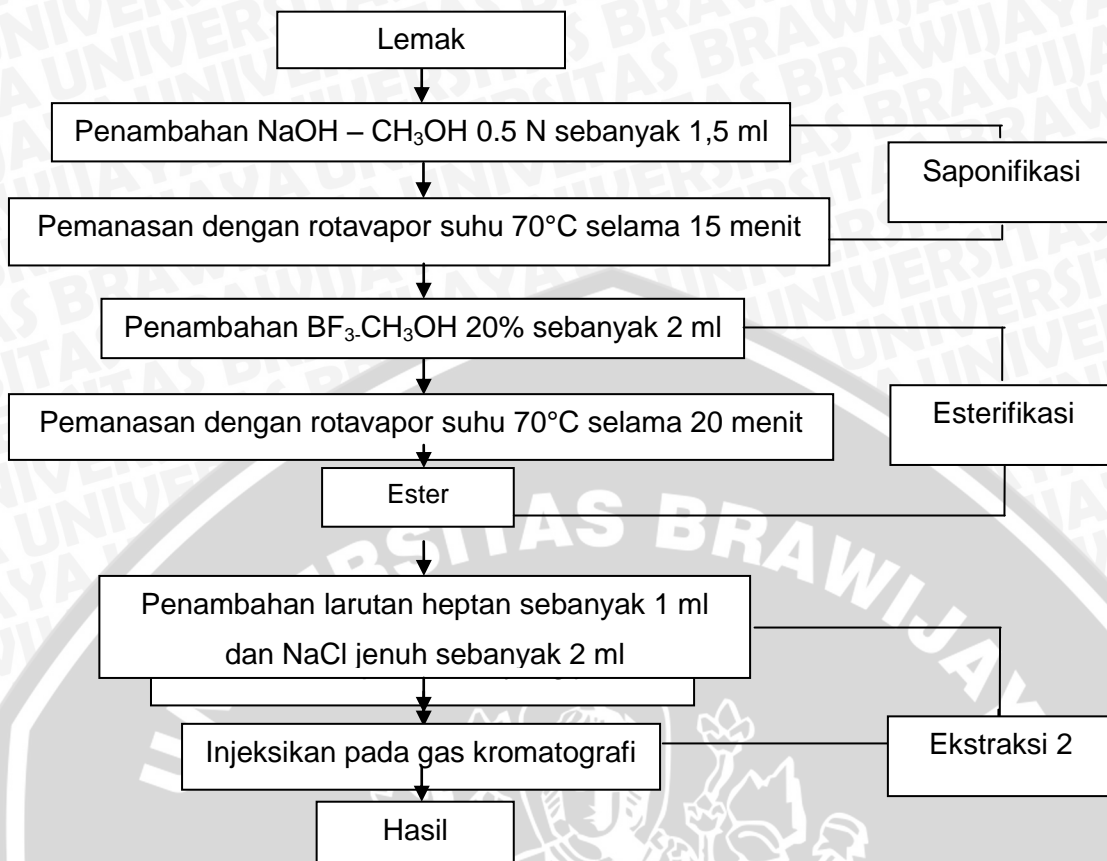 Lemak
Penambahan NaOH – CH₃OH 0.5 N sebanyak 1,5 ml
Saponifikasi
Pemanasan dengan rotavapor suhu 70°C selama 15 menit
Penambahan BF₃-CH₃OH 20% sebanyak 2 ml
Esterifikasi
Pemanasan dengan rotavapor suhu 70°C selama 20 menit
Ester
Penambahan larutan heptan sebanyak 1 ml
dan NaCl jenuh sebanyak 2 ml
Injeksikan pada gas kromatografi
Ekstraksi 2
Hasil
UNIVERSITAS BRAWIJAYA